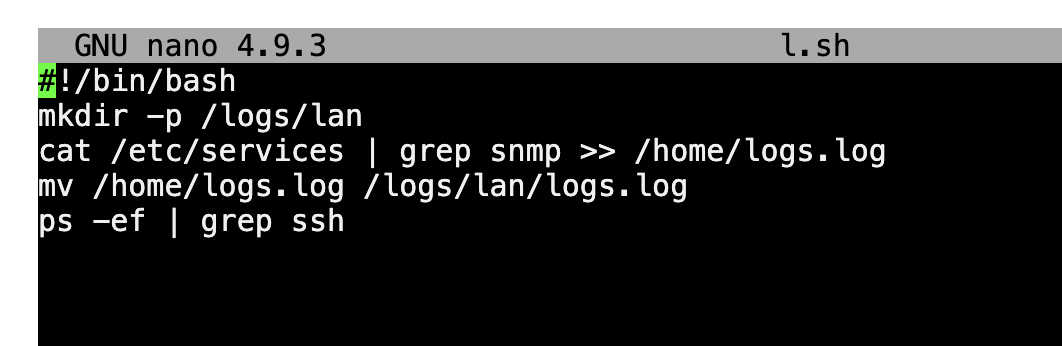 GNU nano 4.9.3 l.sh
#!/bin/bash
mkdir -p /logs/lan
cat /etc/services | grep snmp >> /home/logs.log
mv /home/logs.log /logs/lan/logs.log
ps -ef | grep ssh